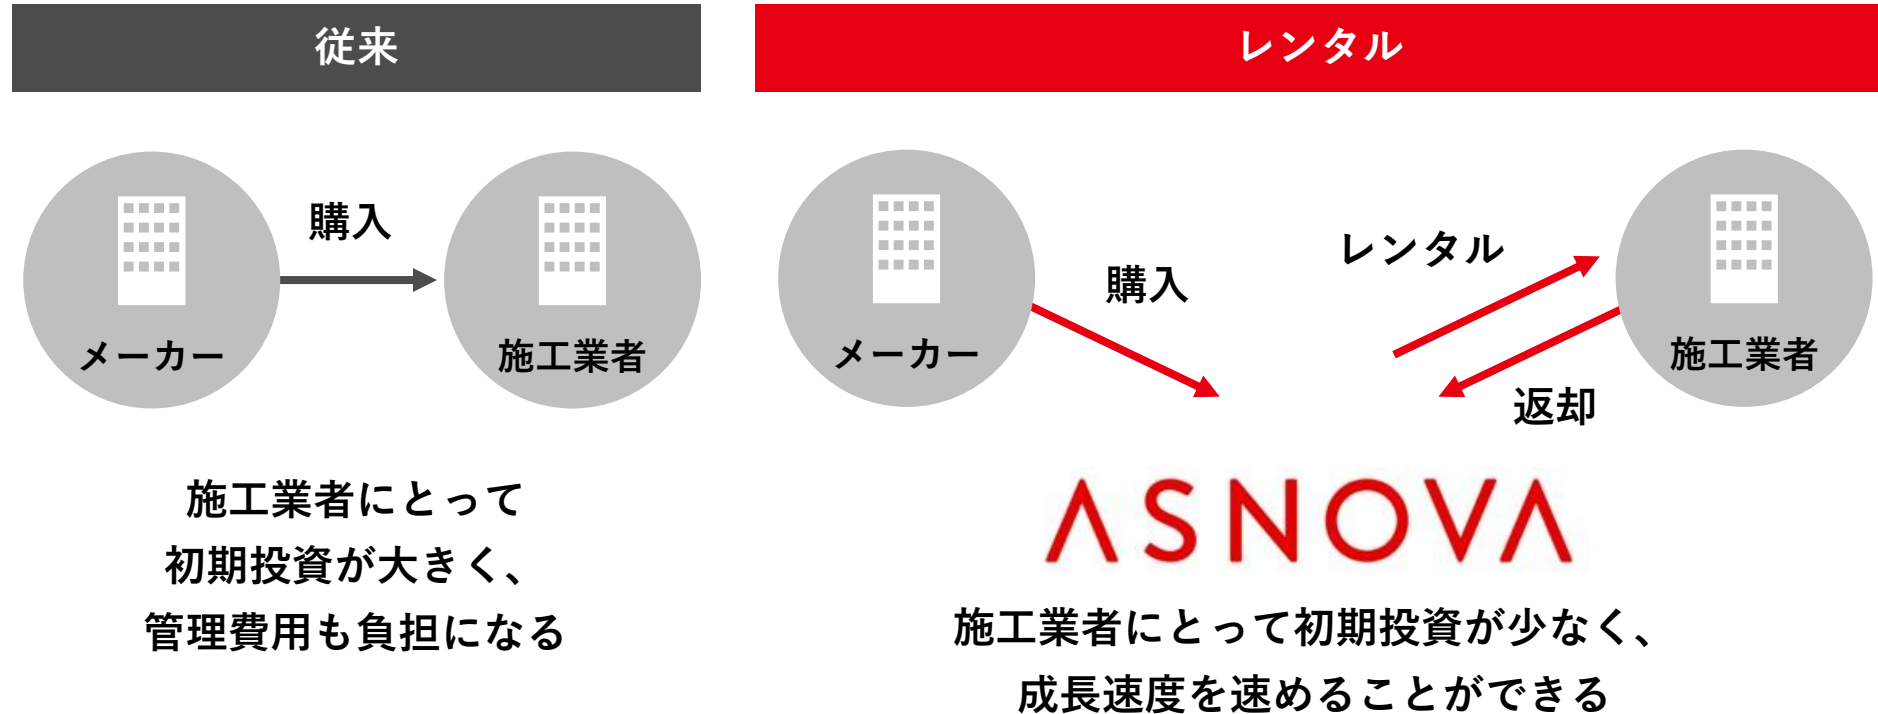 従来
購入
メーカー
施工業者
施工業者にとって
初期投資が大きく、
管理費用も負担になる
レンタル
メーカー
購入
レンタル
返却
施工業者
ASNOVA
施工業者にとって初期投資が少なく、
成長速度を速めることができる